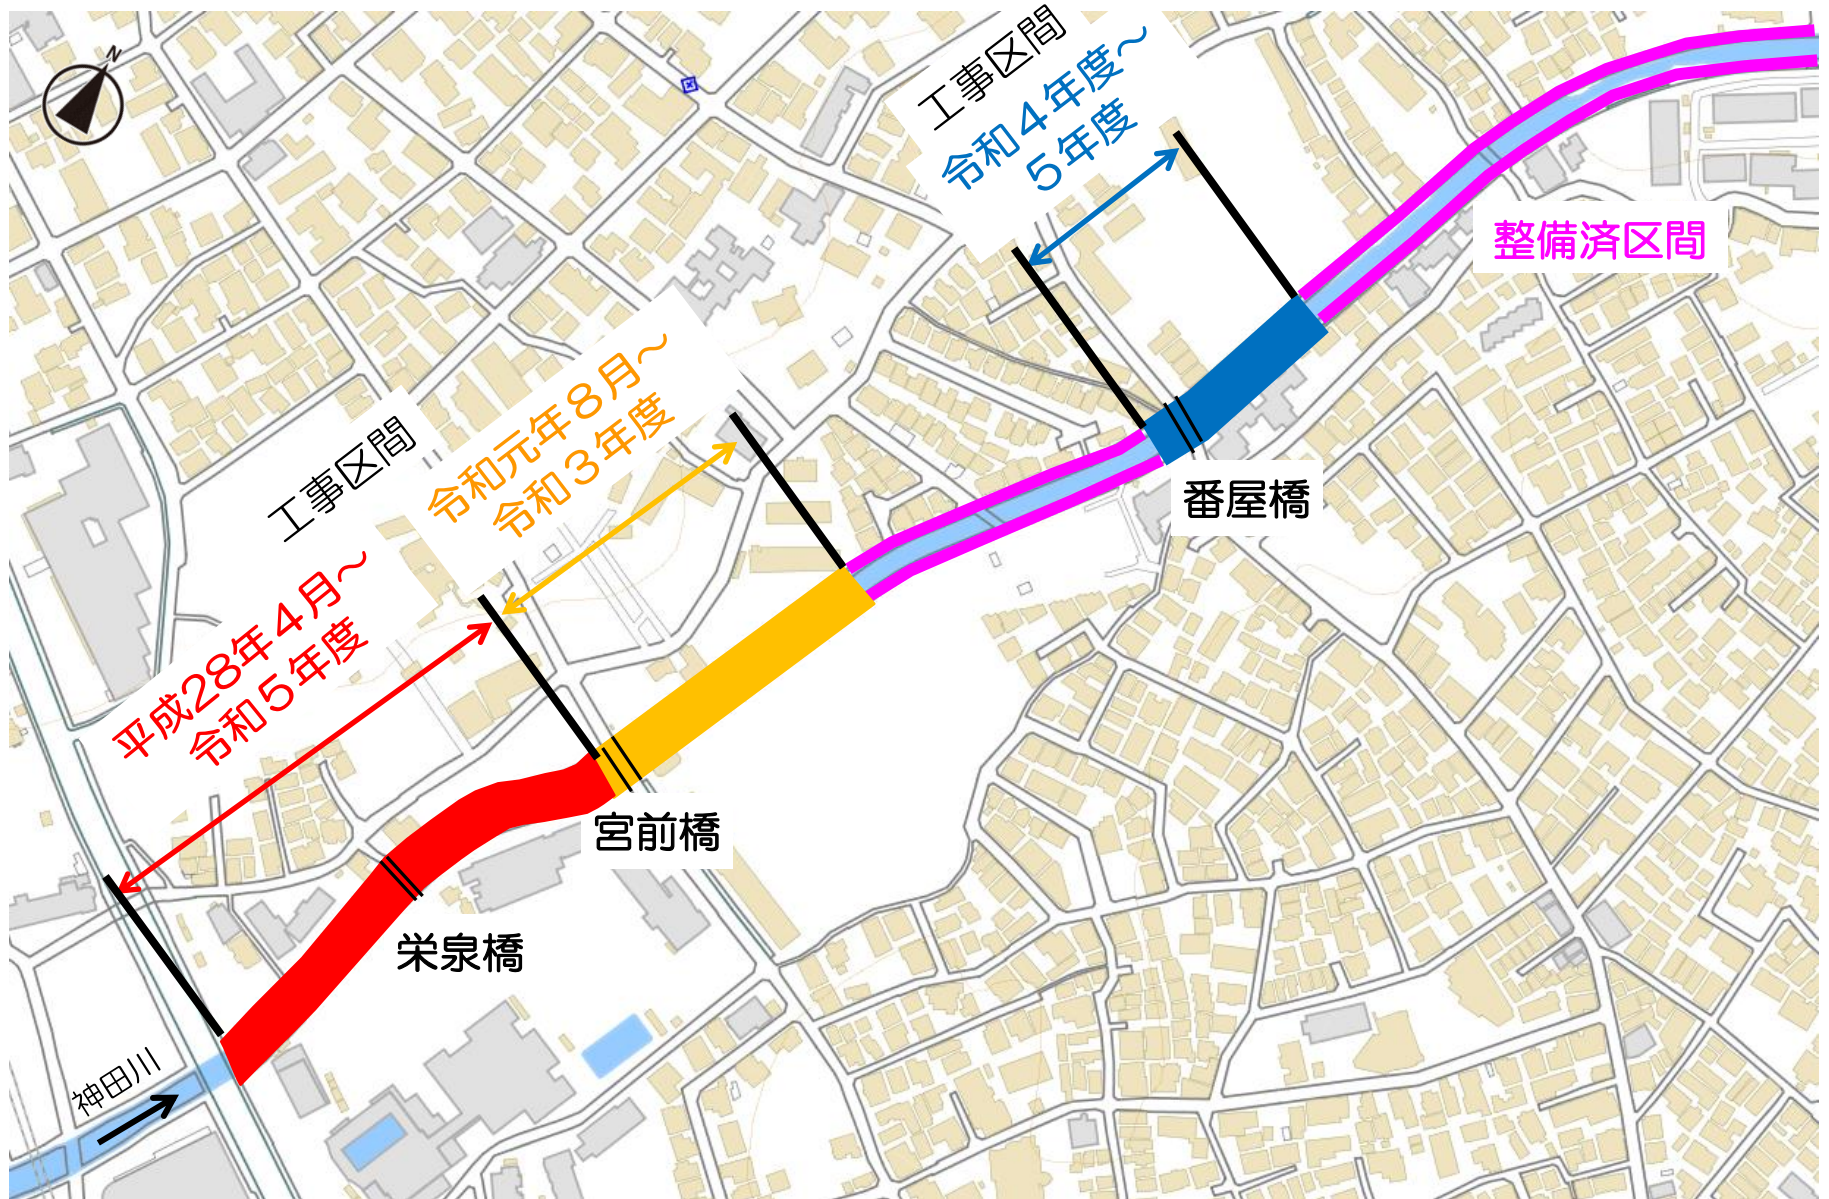 N
工事区間
令和4年度～
5年度
整備済区間
工事区間
令和元年8月～
令和3年度
平成28年4月～
令和5年度
番屋橋
宮前橋
栄泉橋
神田川